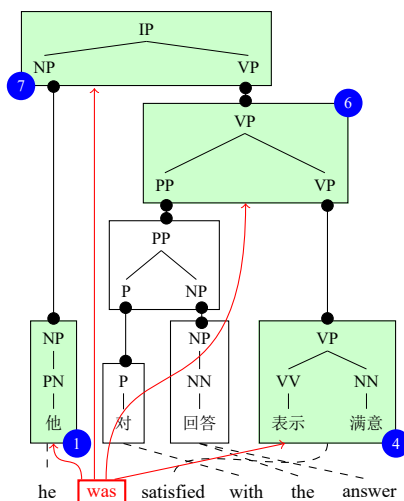 IP
NP VP
7
6
VP
PP VP
PP
P NP
NP P NP VP
PN P NN VV NN
他 对 回答 表示 满意
1 4
he was satisfied with the answer